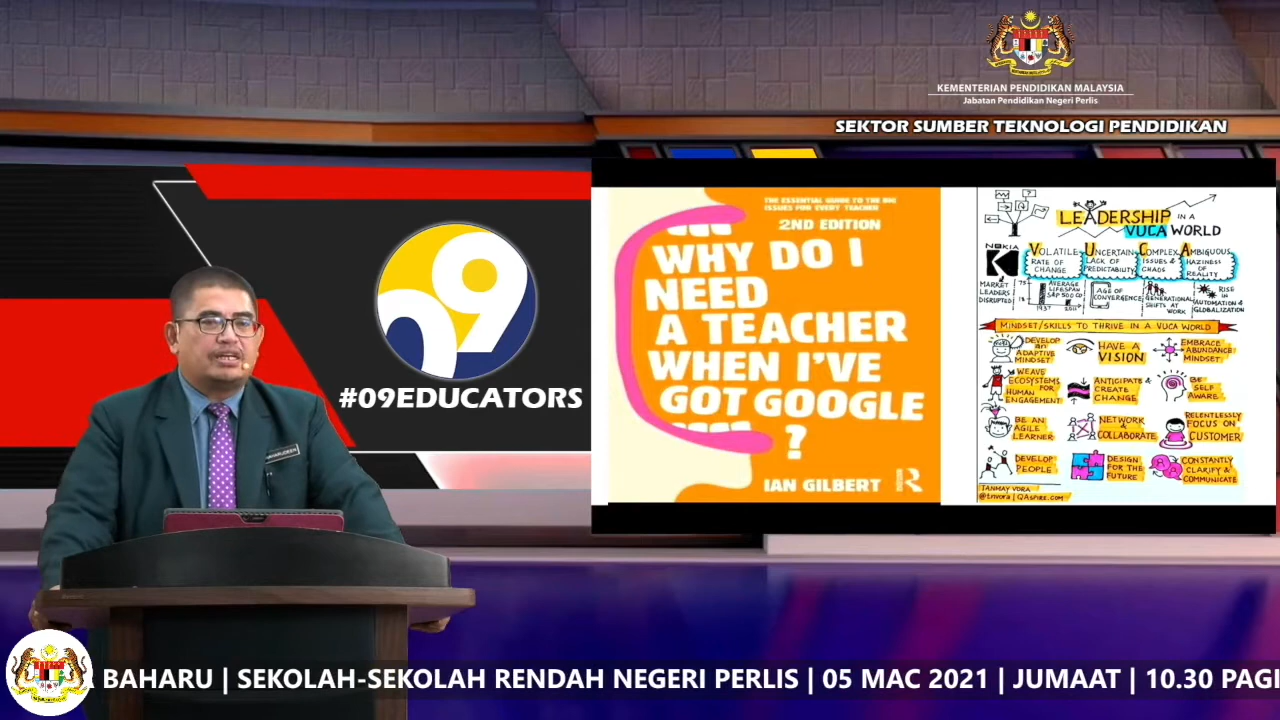 KEMENTERIAN PENDIDIKAN MALAYSIA
Jabatan Pendidikan Negeri Perlis
SEKTOR SUMBER TEKNOLOGI PENDIDIKAN
#09EDUCATORS
THE ESSENTIAL GUIDE TO THE BIG
ISSUES FOR EVERY TEACHER
2ND EDITION
WHY DO I
NEED
A TEACHER
WHEN I'VE
GOT GOOGLE
?
IAN GILBERT
LEADERSHIP IN A
VUCA WORLD
NOKIA
VOLATILE UNCERTAIN COMPLEX AMBIGUOUS
RATE OF CHANGE
LACK OF PREDICTABILITY
ISSUES & CHAOS
HAZINESS OF REALITY
MARKET LEADERS DISRUPTED
AVERAGE LIFESPAN S&P 500 CO
1937
AGE OF CONVERGENCE
GENERATIONAL SHIFTS AT WORK
RISE IN AUTOMATION & GLOBALIZATION
MINDSET/SKILLS TO THRIVE IN A VUCA WORLD
DEVELOP an ADAPTIVE MINDSET
HAVE A VISION
EMBRACE ABUNDANCE MINDSET
WEAVE ECOSYSTEMS FOR HUMAN ENGAGEMENT
ANTICIPATE & CREATE CHANGE
BE SELF AWARE
BE AN AGILE LEARNER
NETWORK & COLLABORATE
RELENTLESSLY FOCUS ON CUSTOMER
DEVELOP PEOPLE
DESIGN FOR THE FUTURE
CONSTANTLY CLARIFY & COMMUNICATE
TANMAY VORA
@tnvora | QAspire.com
BAHARU | SEKOLAH-SEKOLAH RENDAH NEGERI PERLIS | 05 MAC 2021 | JUMAAT | 10.30 PAGI